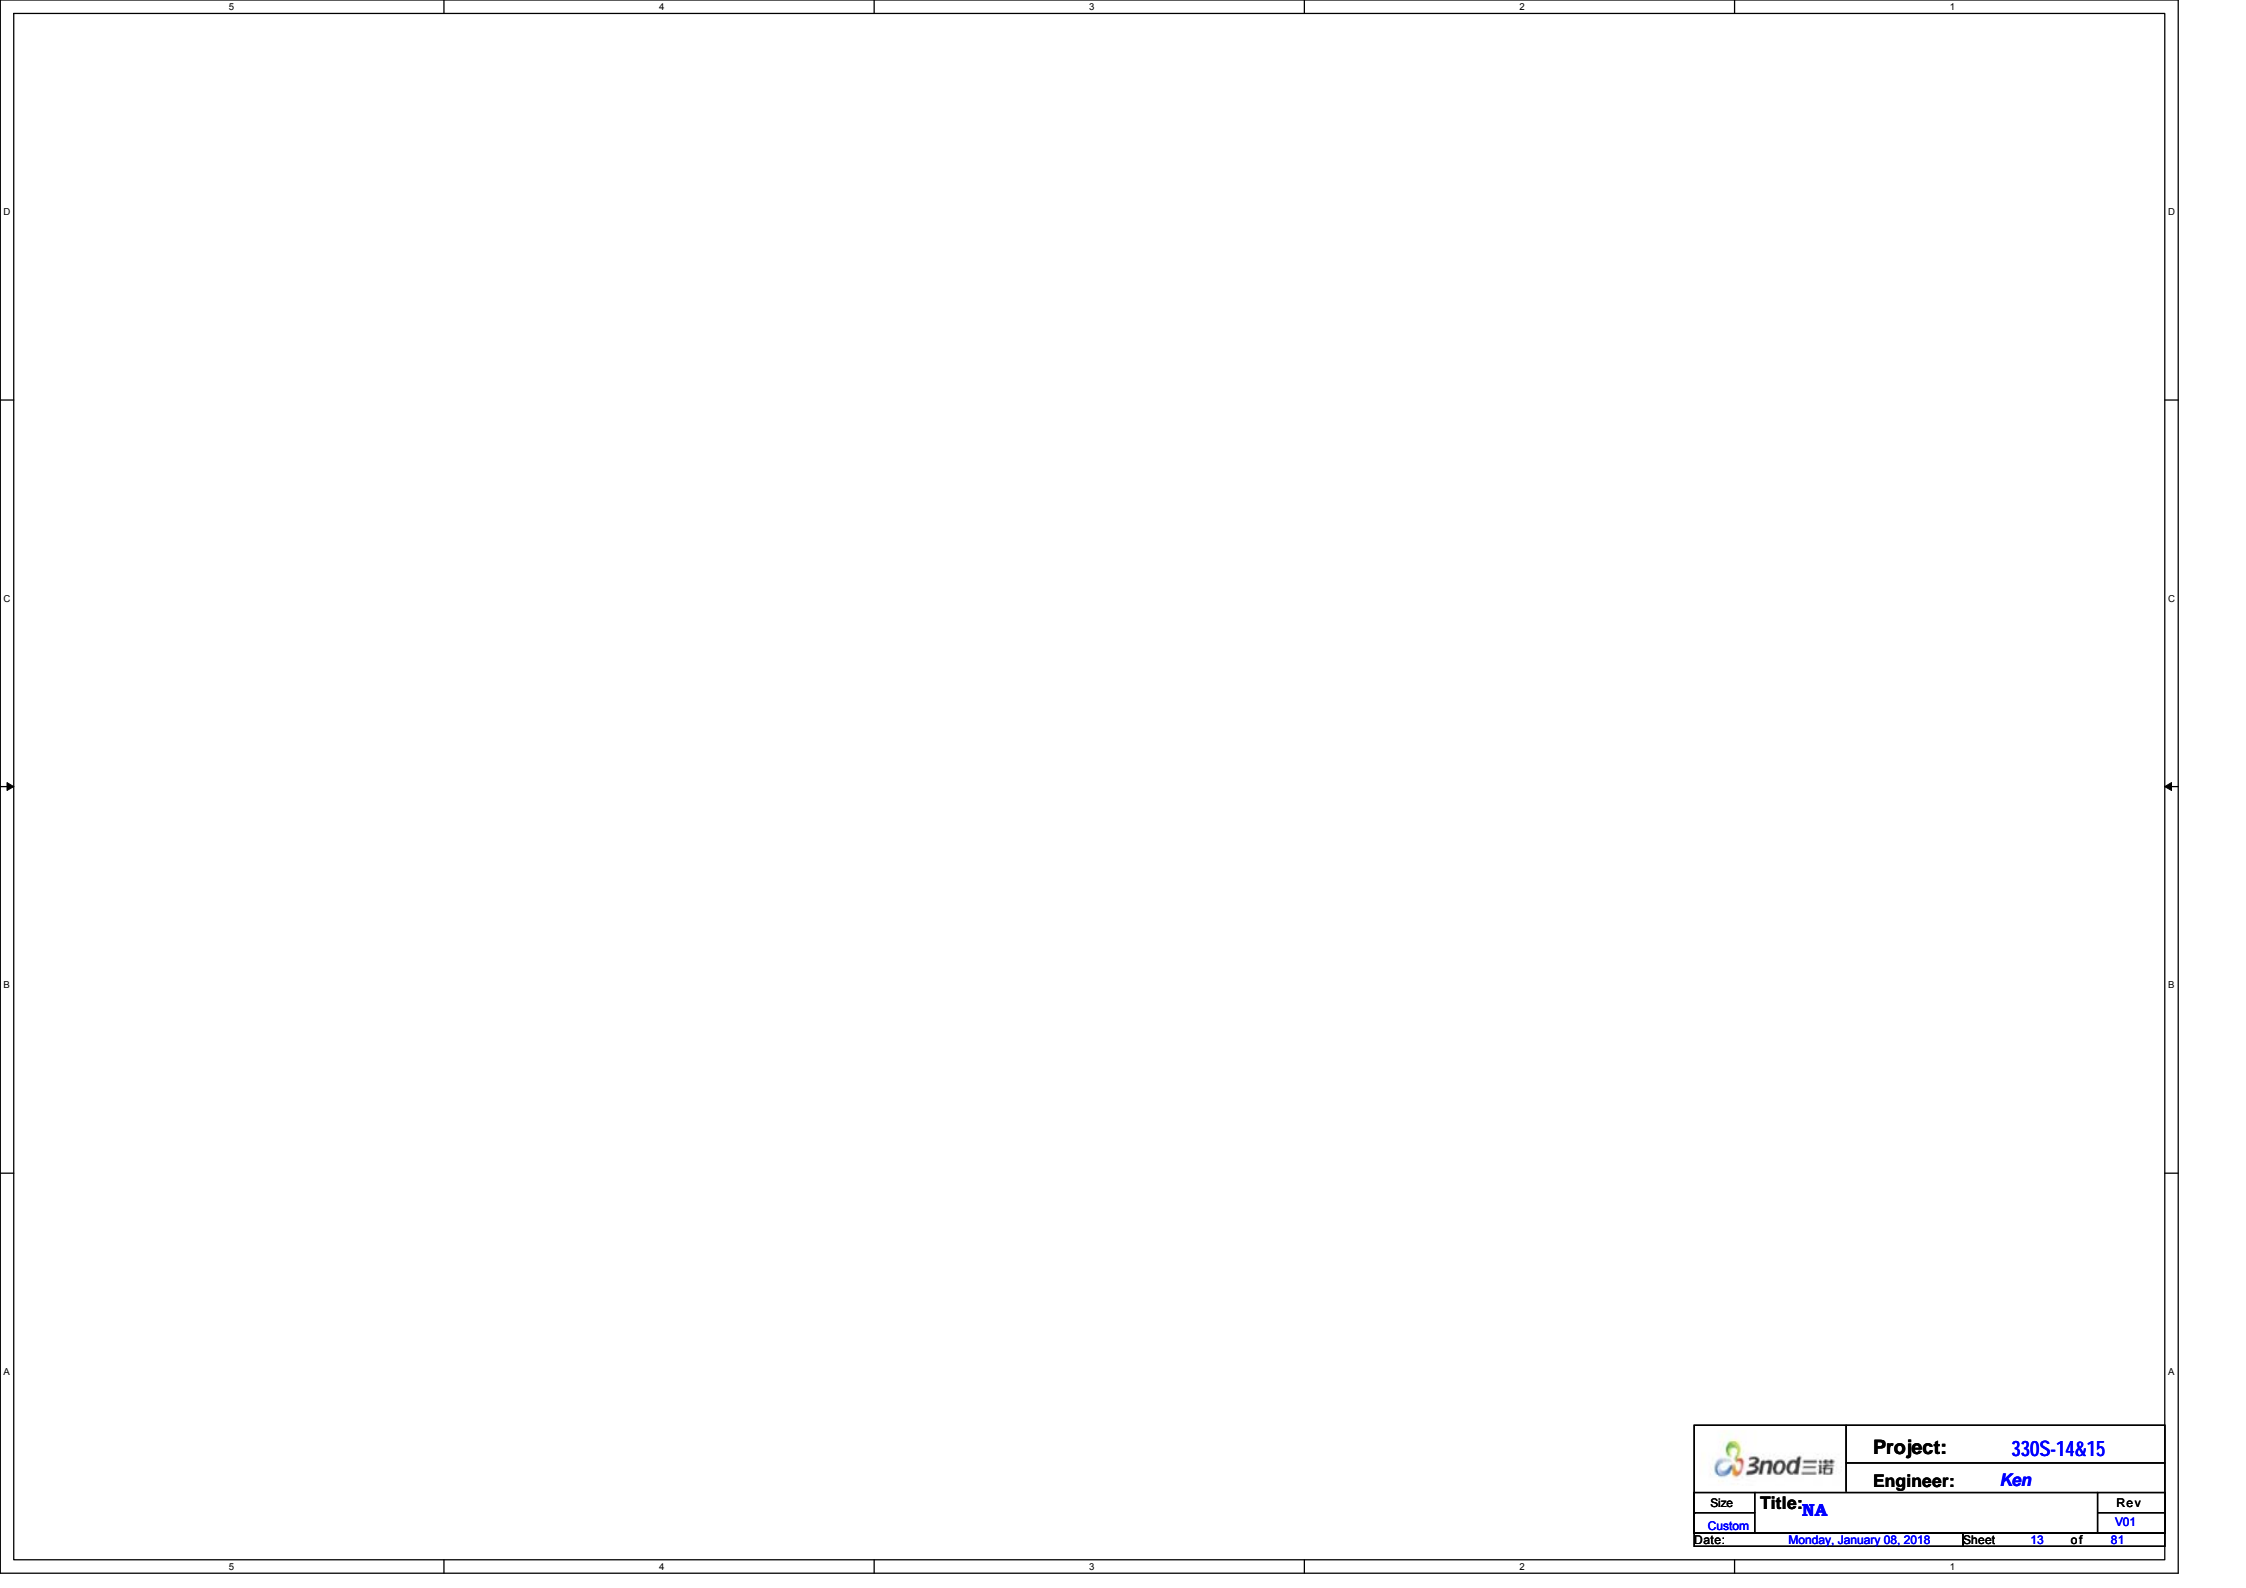 5 4 3 2 1
D D
C C
B B
A A
3nod三诺
Project: 330S-14&15
Engineer: Ken
Size Title:NA Rev
Custom V01
Date: Monday, January 08, 2018 Sheet 13 of 81
5 4 3 2 1